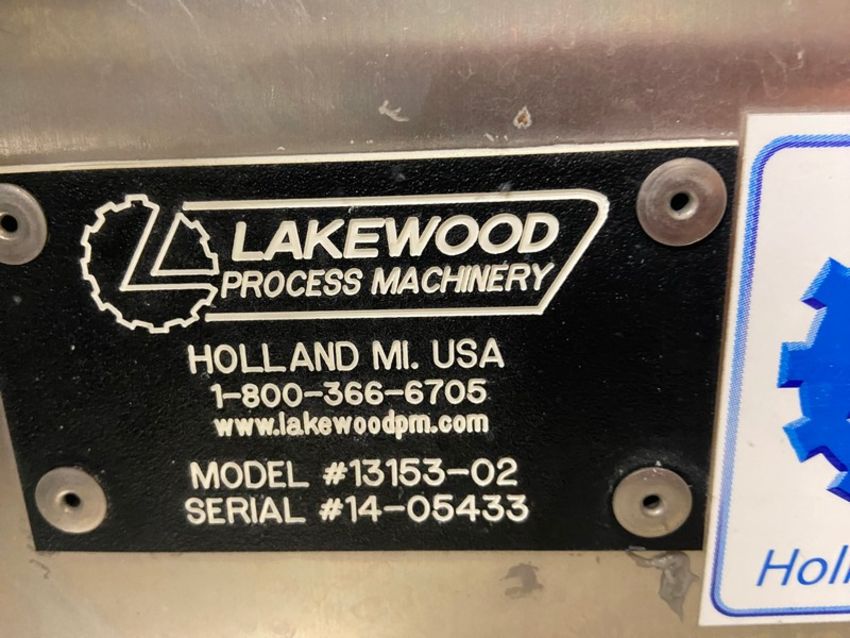 LAKEWOOD
PROCESS MACHINERY
HOLLAND MI. USA
1-800-366-6705
www.lakewoodpm.com
MODEL #13153-02
SERIAL #14-05433